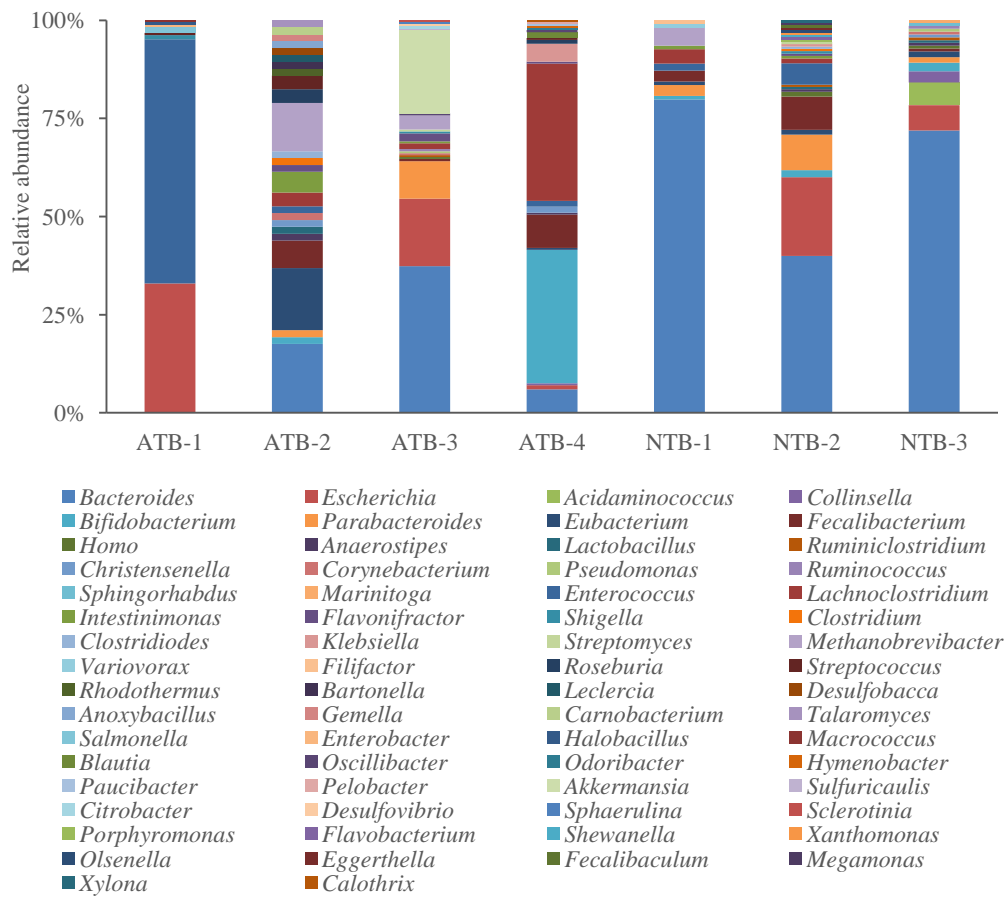 100%
75%
50%
25%
0%
Relative abundance
ATB-1 ATB-2 ATB-3 ATB-4 NTB-1 NTB-2 NTB-3
Bacteroides Escherichia Acidaminococcus Collinsella
Bifidobacterium Parabacteroides Eubacterium Fecalibacterium
Homo Anaerostipes Lactobacillus Ruminiclostridium
Christensenella Corynebacterium Pseudomonas Ruminococcus
Sphingorhabdus Marinitoga Enterococcus Lachnoclostridium
Intestinimonas Flavonifractor Shigella Clostridium
Clostridiodes Klebsiella Streptomyces Methanobrevibacter
Variovorax Filifactor Roseburia Streptococcus
Rhodothermus Bartonella Leclercia Desulfobacca
Anoxybacillus Gemella Carnobacterium Talaromyces
Salmonella Enterobacter Halobacillus Macrococcus
Blautia Oscillibacter Odoribacter Hymenobacter
Paucibacter Pelobacter Akkermansia Sulfuricaulis
Citrobacter Desulfovibrio Sphaerulina Sclerotinia
Porphyromonas Flavobacterium Shewanella Xanthomonas
Olsenella Eggerthella Fecalibaculum Megamonas
Xylona Calothrix